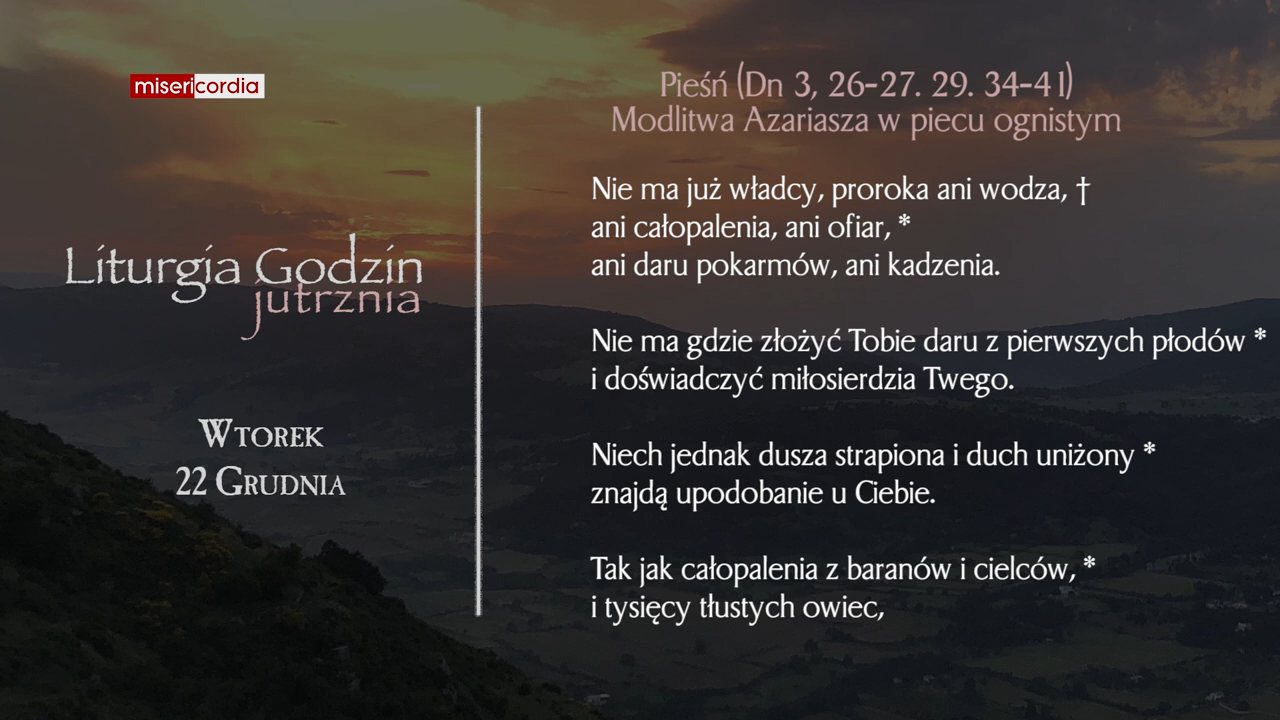 misericordia
Liturgia Godzin
jutrznia
Wtorek
22 Grudnia
Pieśń (Dn 3, 26-27. 29. 34-41)
Modlitwa Azariasza w piecu ognistym
Nie ma już władcy, proroka ani wodza, †
ani całopalenia, ani ofiar, *
ani daru pokarmów, ani kadzenia.
Nie ma gdzie złożyć Tobie daru z pierwszych płodów *
i doświadczyć miłosierdzia Twego.
Niech jednak dusza strapiona i duch uniżony *
znajdą upodobanie u Ciebie.
Tak jak całopalenia z baranów i cielców, *
i tysięcy tłustych owiec,